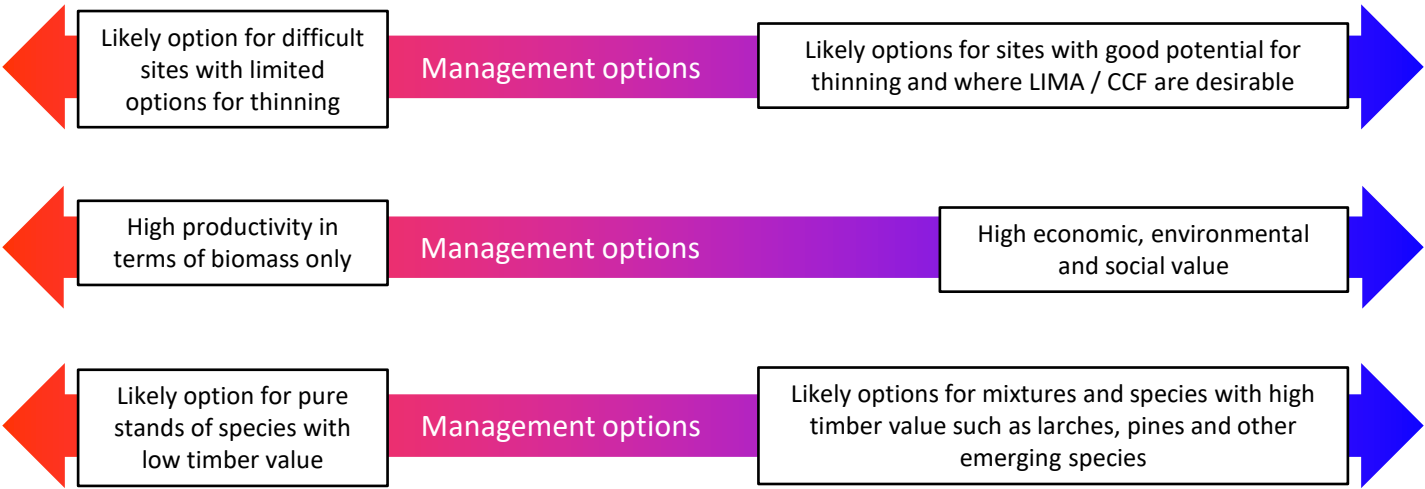 Likely option for difficult
sites with limited
options for thinning
Management options
Likely options for sites with good potential for
thinning and where LIMA / CCF are desirable
High productivity in
terms of biomass only
Management options
High economic, environmental
and social value
Likely option for pure
stands of species with
low timber value
Management options
Likely options for mixtures and species with high
timber value such as larches, pines and other
emerging species